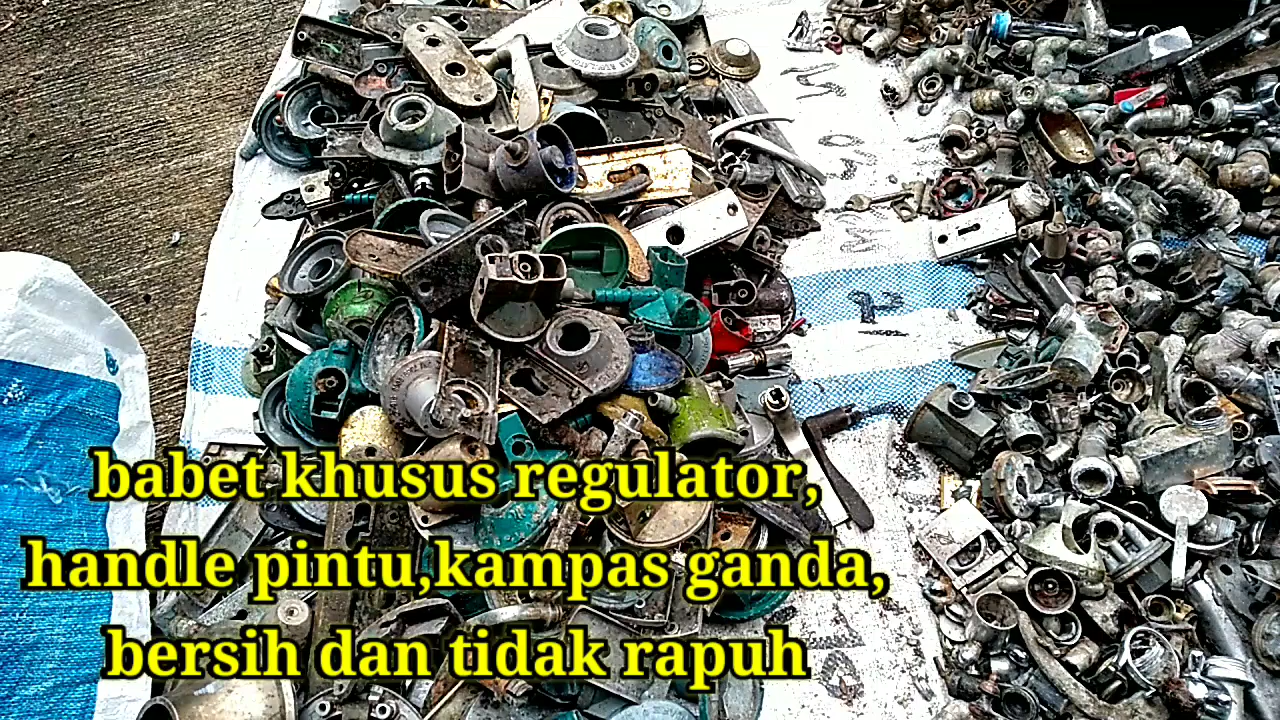 babet khusus regulator,
handle pintu,kampas ganda,
bersih dan tidak rapuh